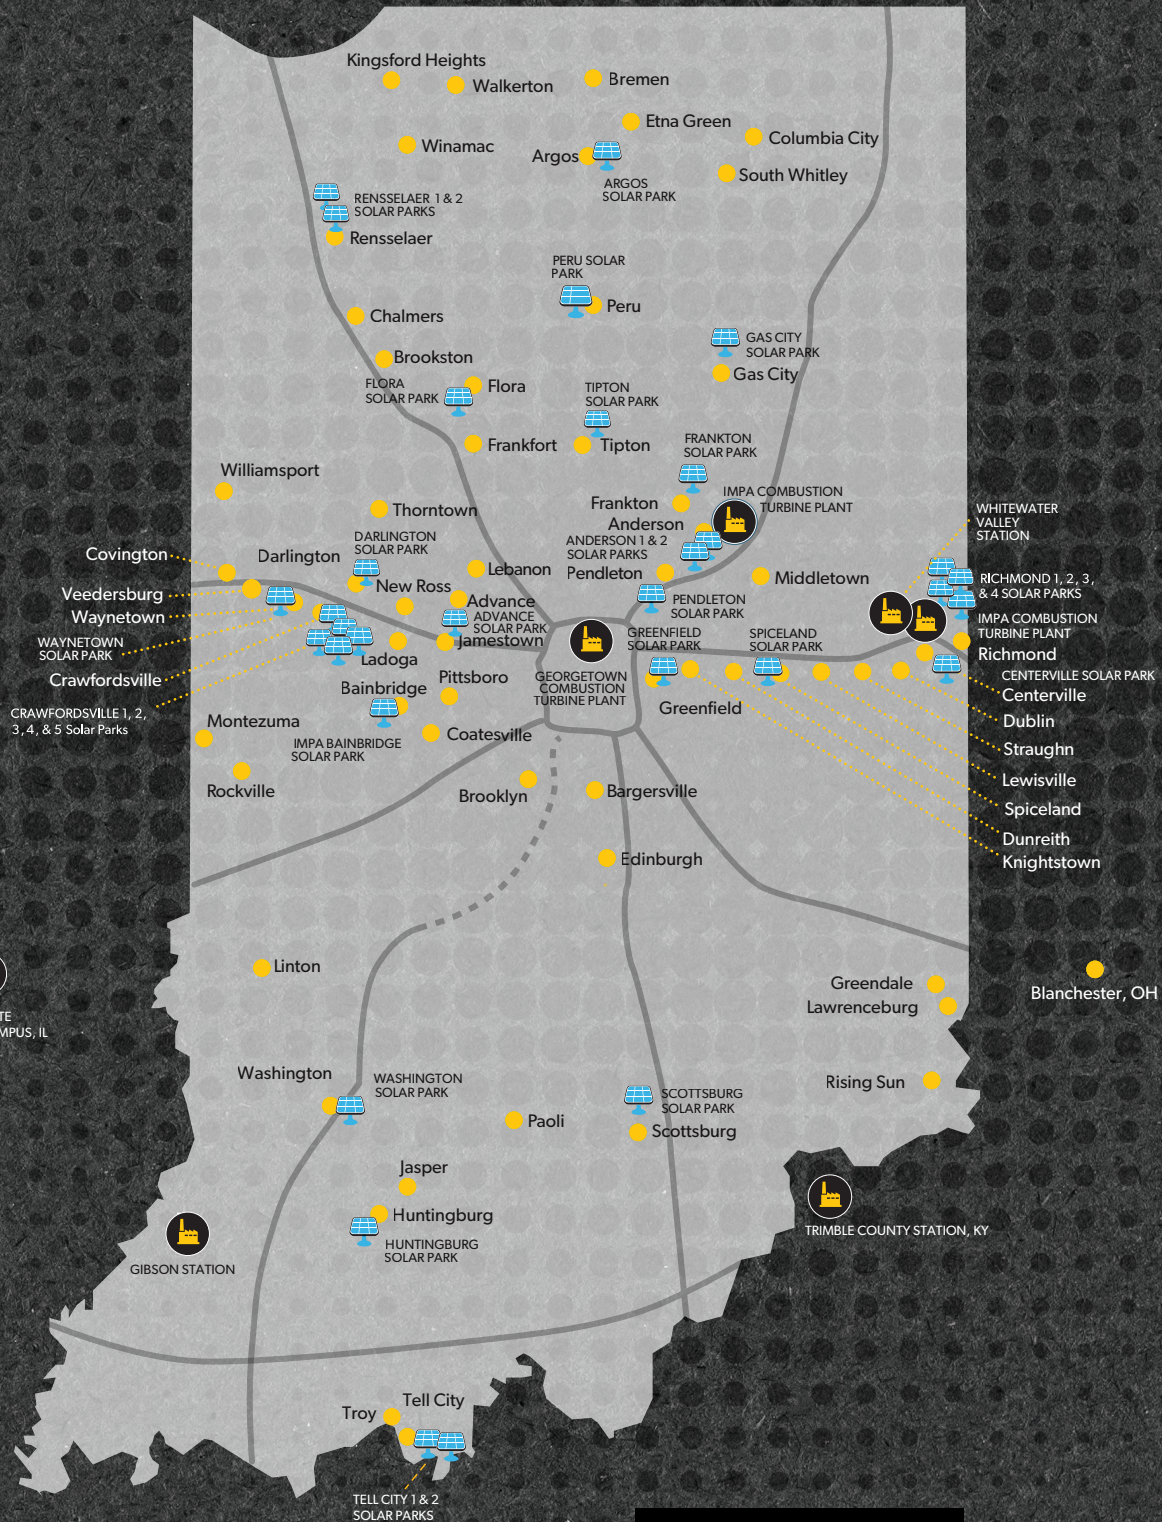 Kingsford Heights
Walkerton
Bremen
Etna Green
Columbia City
Winamac
Argos
South Whitley
ARGOS
SOLAR PARK
RENSSELAER 1 & 2
SOLAR PARKS
Rensselaer
PERU SOLAR
PARK
Peru
Chalmers
GAS CITY
SOLAR PARK
Brookston
Gas City
FLORA
SOLAR PARK
Flora
TIPTON
SOLAR PARK
Frankfort
Tipton
FRANKTON
SOLAR PARK
Williamsport
Frankton
IMPA COMBUSTION
TURBINE PLANT
Thorntown
Anderson
WHITEWATER
VALLEY
STATION
DARLINGTON
SOLAR PARK
ANDERSON 1 & 2
SOLAR PARKS
Covington
Darlington
Lebanon
Pendleton
Middletown
RICHMOND 1, 2, 3,
& 4 SOLAR PARKS
Veedersburg
New Ross
Advance
PENDLETON
SOLAR PARK
Waynetown
ADVANCE
SOLAR PARK
IMPA COMBUSTION
TURBINE PLANT
WAYNETOWN
SOLAR PARK
Jamestown
GREENFIELD
SOLAR PARK
SPICELAND
SOLAR PARK
Richmond
Ladoga
CENTERVILLE SOLAR PARK
Crawfordsville
Pittsboro
GEORGETOWN
COMBUSTION
TURBINE PLANT
Centerville
Bainbridge
Greenfield
CRAWFORDSVILLE 1, 2,
3, 4, & 5 Solar Parks
Montezuma
Dublin
Coatesville
IMPA BAINBRIDGE
SOLAR PARK
Straughn
Rockville
Brooklyn
Bargersville
Lewisville
Spiceland
Dunreith
Edinburgh
Knightstown
Linton
Greendale
Blanchester, OH
Lawrenceburg
TE
MPUS, IL
Washington
WASHINGTON
SOLAR PARK
Rising Sun
SCOTTSBURG
SOLAR PARK
Paoli
Scottsburg
Jasper
Huntingburg
TRIMBLE COUNTY STATION, KY
HUNTINGBURG
SOLAR PARK
GIBSON STATION
Tell City
Troy
TELL CITY 1 & 2
SOLAR PARKS